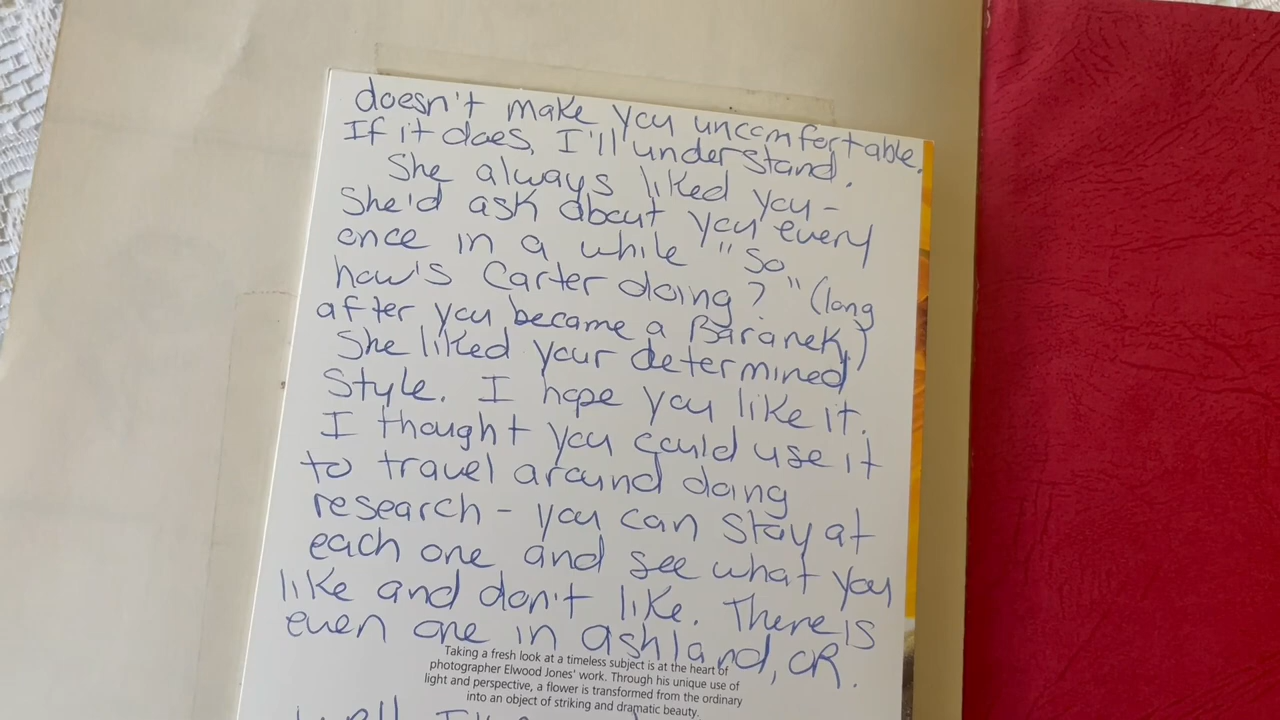 doesn't make you uncomfortable.
If it does, I'll understand.
She always liked you -
She'd ask about you every
once in a while "So
how's Carter doing?" (long
after you became a Baranek.)
She liked your determined
Style. I hope you like it.
I thought you could use it
to travel around doing
research - you can stay at
each one and see what you
like and don't like. There is
even one in ashland, OR.
Taking a fresh look at a timeless subject is at the heart of
photographer Elwood Jones' work. Through his unique use of
light and perspective, a flower is transformed from the ordinary
into an object of striking and dramatic beauty.